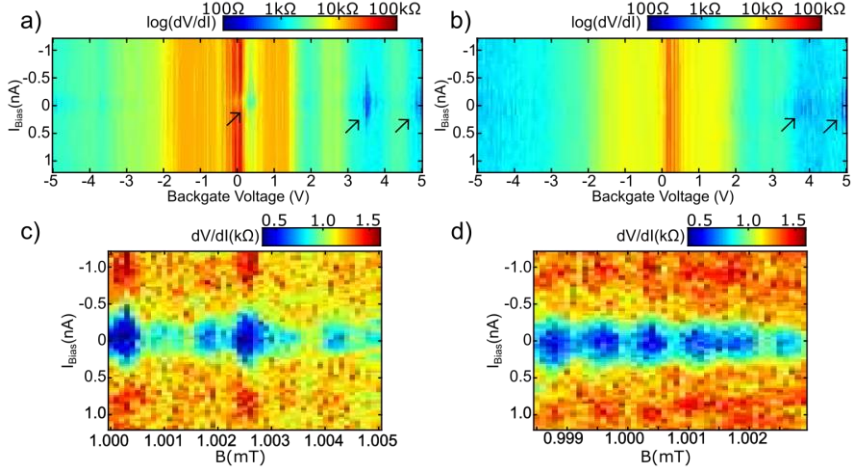 a)
log(dV/dI)
100Ω 1kΩ 10kΩ 100kΩ
I_Bias(nA)
-1
-0.5
0
0.5
1
-5 -4 -3 -2 -1 0 1 2 3 4 5
Backgate Voltage (V)
b)
log(dV/dI)
100Ω 1kΩ 10kΩ 100kΩ
I_Bias(nA)
-1
-0.5
0
0.5
1
-5 -4 -3 -2 -1 0 1 2 3 4 5
Backgate Voltage (V)
c)
dV/dI(kΩ)
0.5 1.0 1.5
I_Bias(nA)
-1.0
-0.5
0
0.5
1.0
1.000 1.001 1.002 1.003 1.004 1.005
B(mT)
d)
dV/dI(kΩ)
0.5 1.0 1.5
I_Bias(nA)
-1.0
-0.5
0
0.5
1.0
0.999 1.000 1.001 1.002
B(mT)